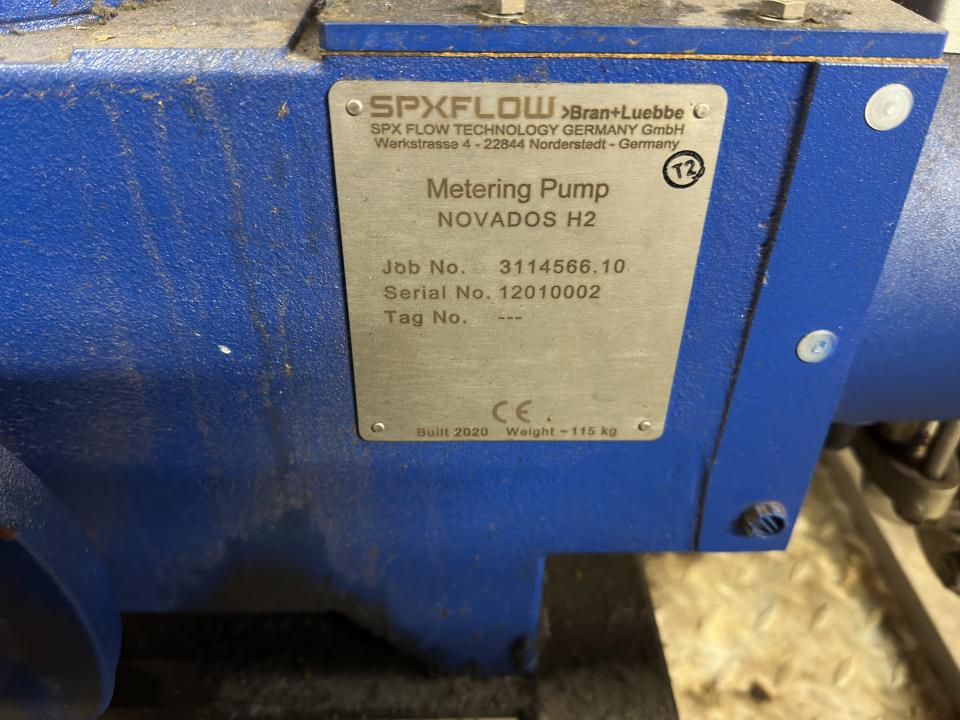 SPXFLOW >Bran+Luebbe
SPX FLOW TECHNOLOGY GERMANY GmbH
Werkstrasse 4 - 22844 Norderstedt - Germany
T2
Metering Pump
NOVADOS H2
Job No. 3114566.10
Serial No. 12010002
Tag No. ---
CE
Built 2020 Weight ~115 kg